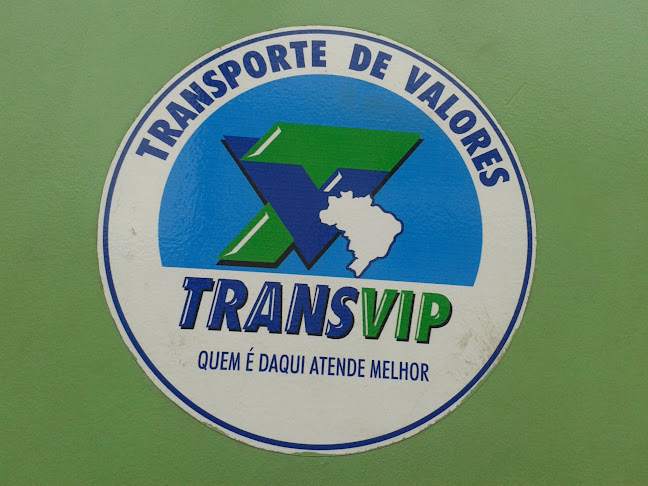 TRANSPORTE DE VALORES
TRANSVIP
QUEM É DAQUI ATENDE MELHOR